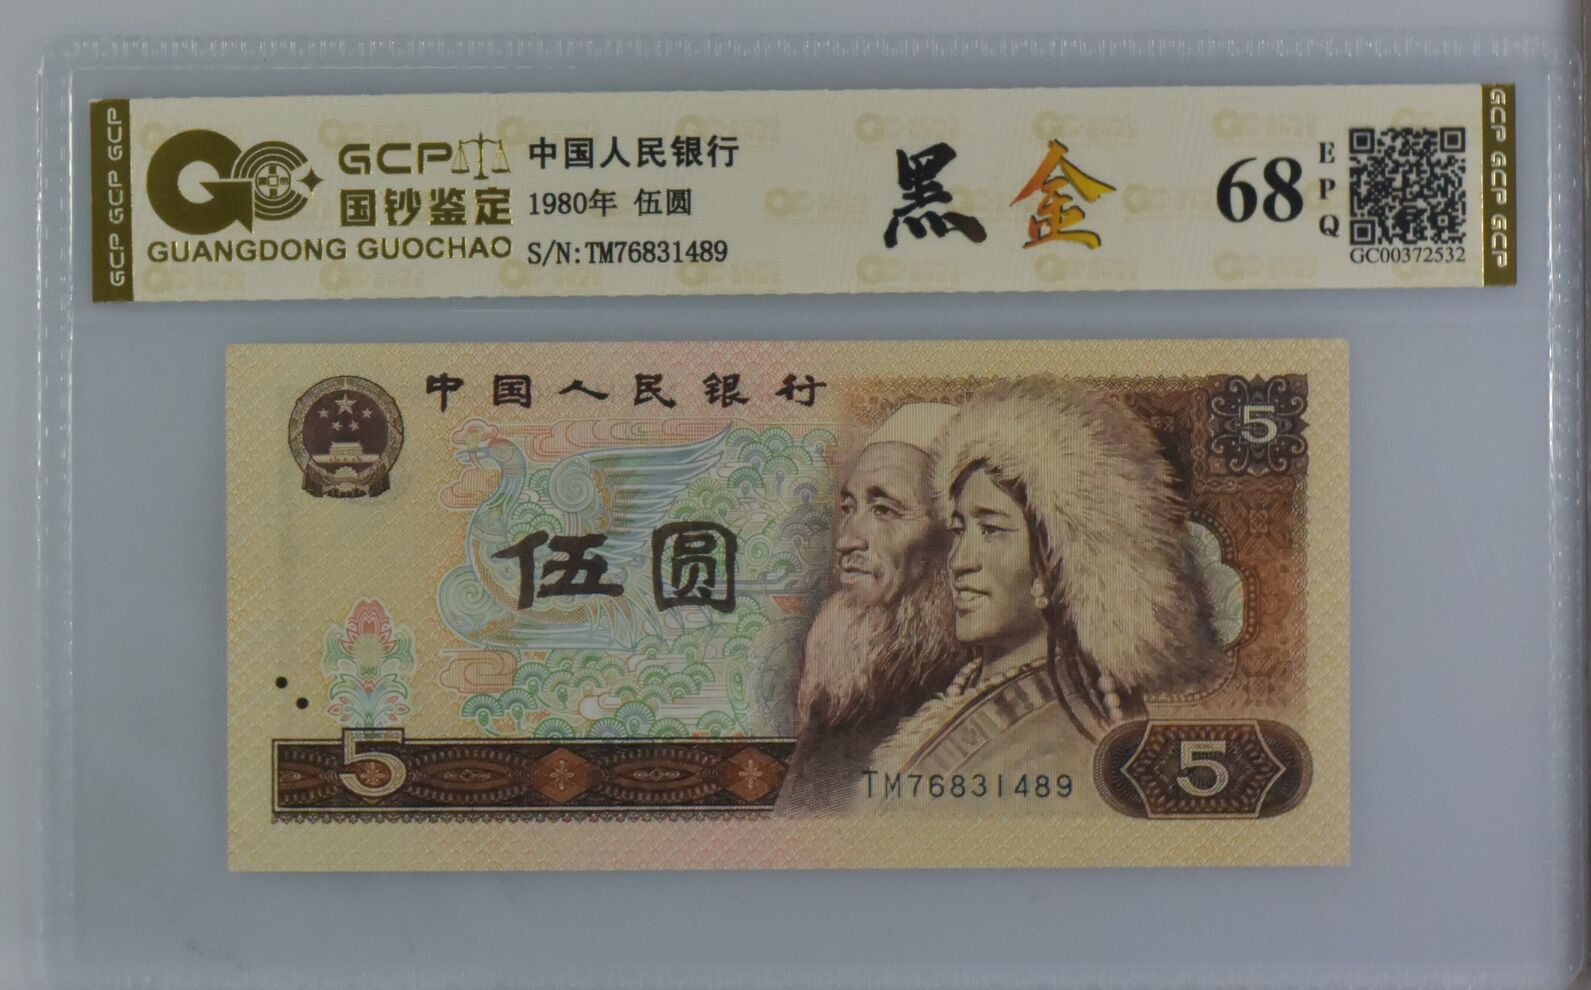 GCP GCP GCP
GCP
国钞鉴定
GUANGDONG GUOCHAO
中国人民银行
1980年 伍圆
S/N:TM76831489
黑金
68
EPQ
GC00372532
GCP GCP GCP
中国人民银行
5
伍圆
5
TM76831489
5